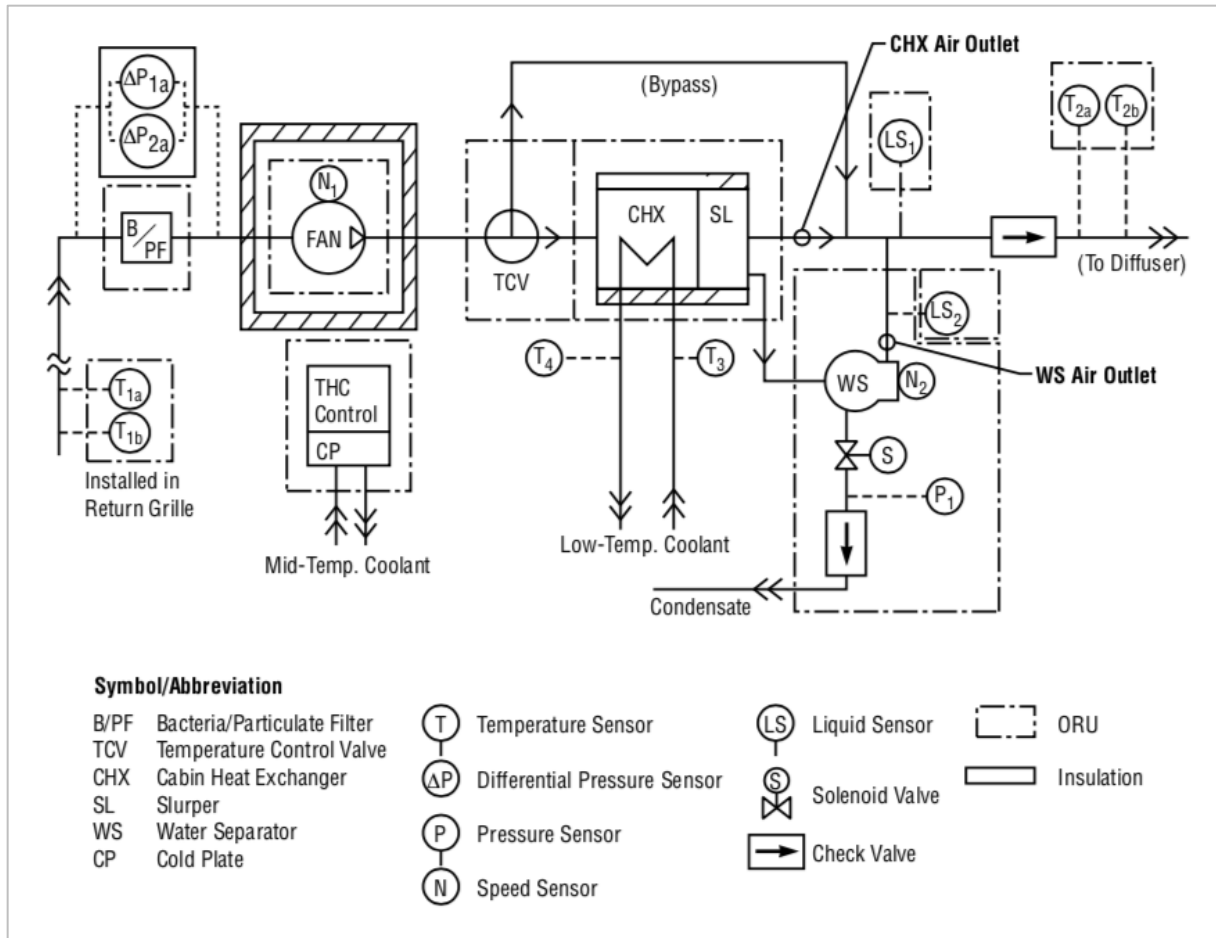 CHX Air Outlet
ΔP1a
ΔP2a
(Bypass)
T2a
T2b
LS1
N1
B/PF
FAN
CHX
SL
TCV
(To Diffuser)
LS2
T4
T3
WS
N2
WS Air Outlet
T1a
T1b
THC
Control
CP
S
P1
Installed in
Return Grille
Mid-Temp. Coolant
Low-Temp. Coolant
Condensate
Symbol/Abbreviation
B/PF Bacteria/Particulate Filter
TCV Temperature Control Valve
CHX Cabin Heat Exchanger
SL Slurper
WS Water Separator
CP Cold Plate
T Temperature Sensor
ΔP Differential Pressure Sensor
P Pressure Sensor
N Speed Sensor
LS Liquid Sensor
S Solenoid Valve
Check Valve
ORU
Insulation